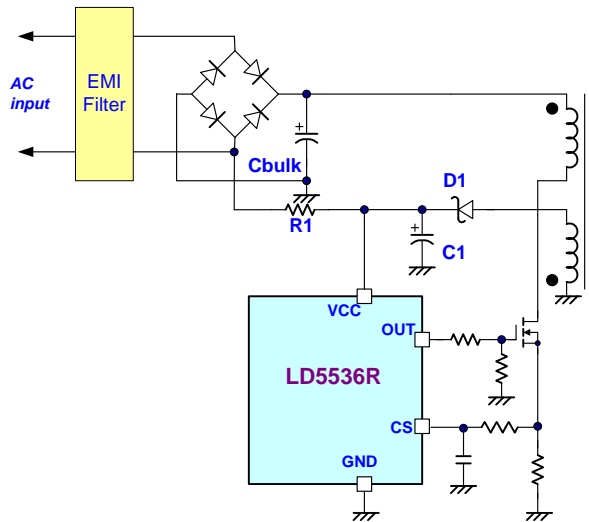 AC
input
EMI
Filter
+
Cbulk
R1
D1
+
C1
VCC
OUT
LD5536R
CS
GND